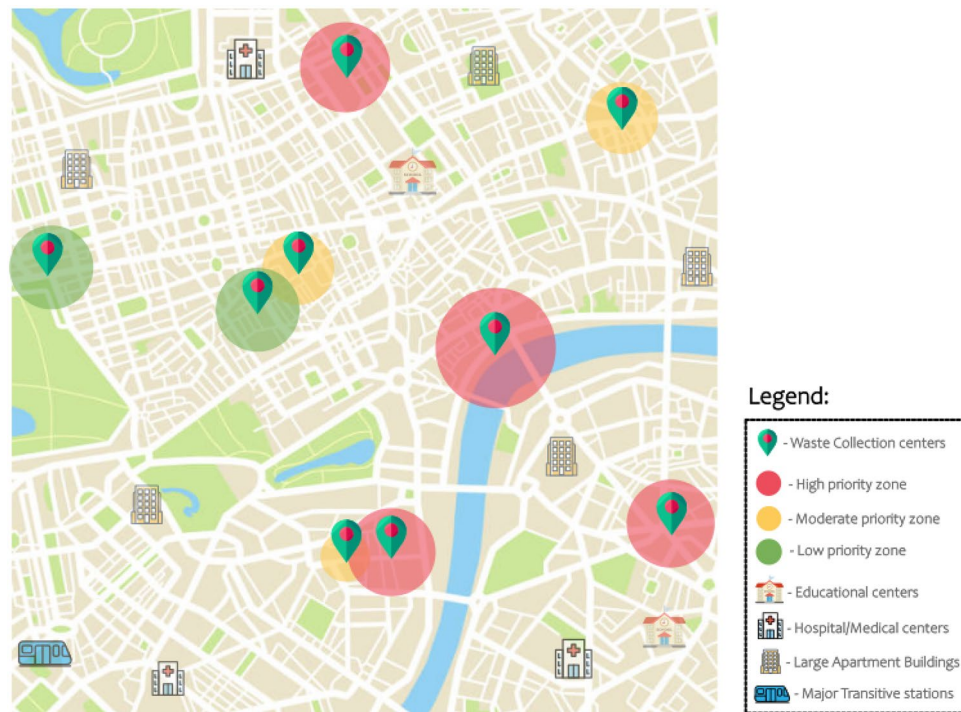 Legend:
- Waste Collection centers
- High priority zone
- Moderate priority zone
- Low priority zone
- Educational centers
- Hospital/Medical centers
- Large Apartment Buildings
- Major Transitive stations